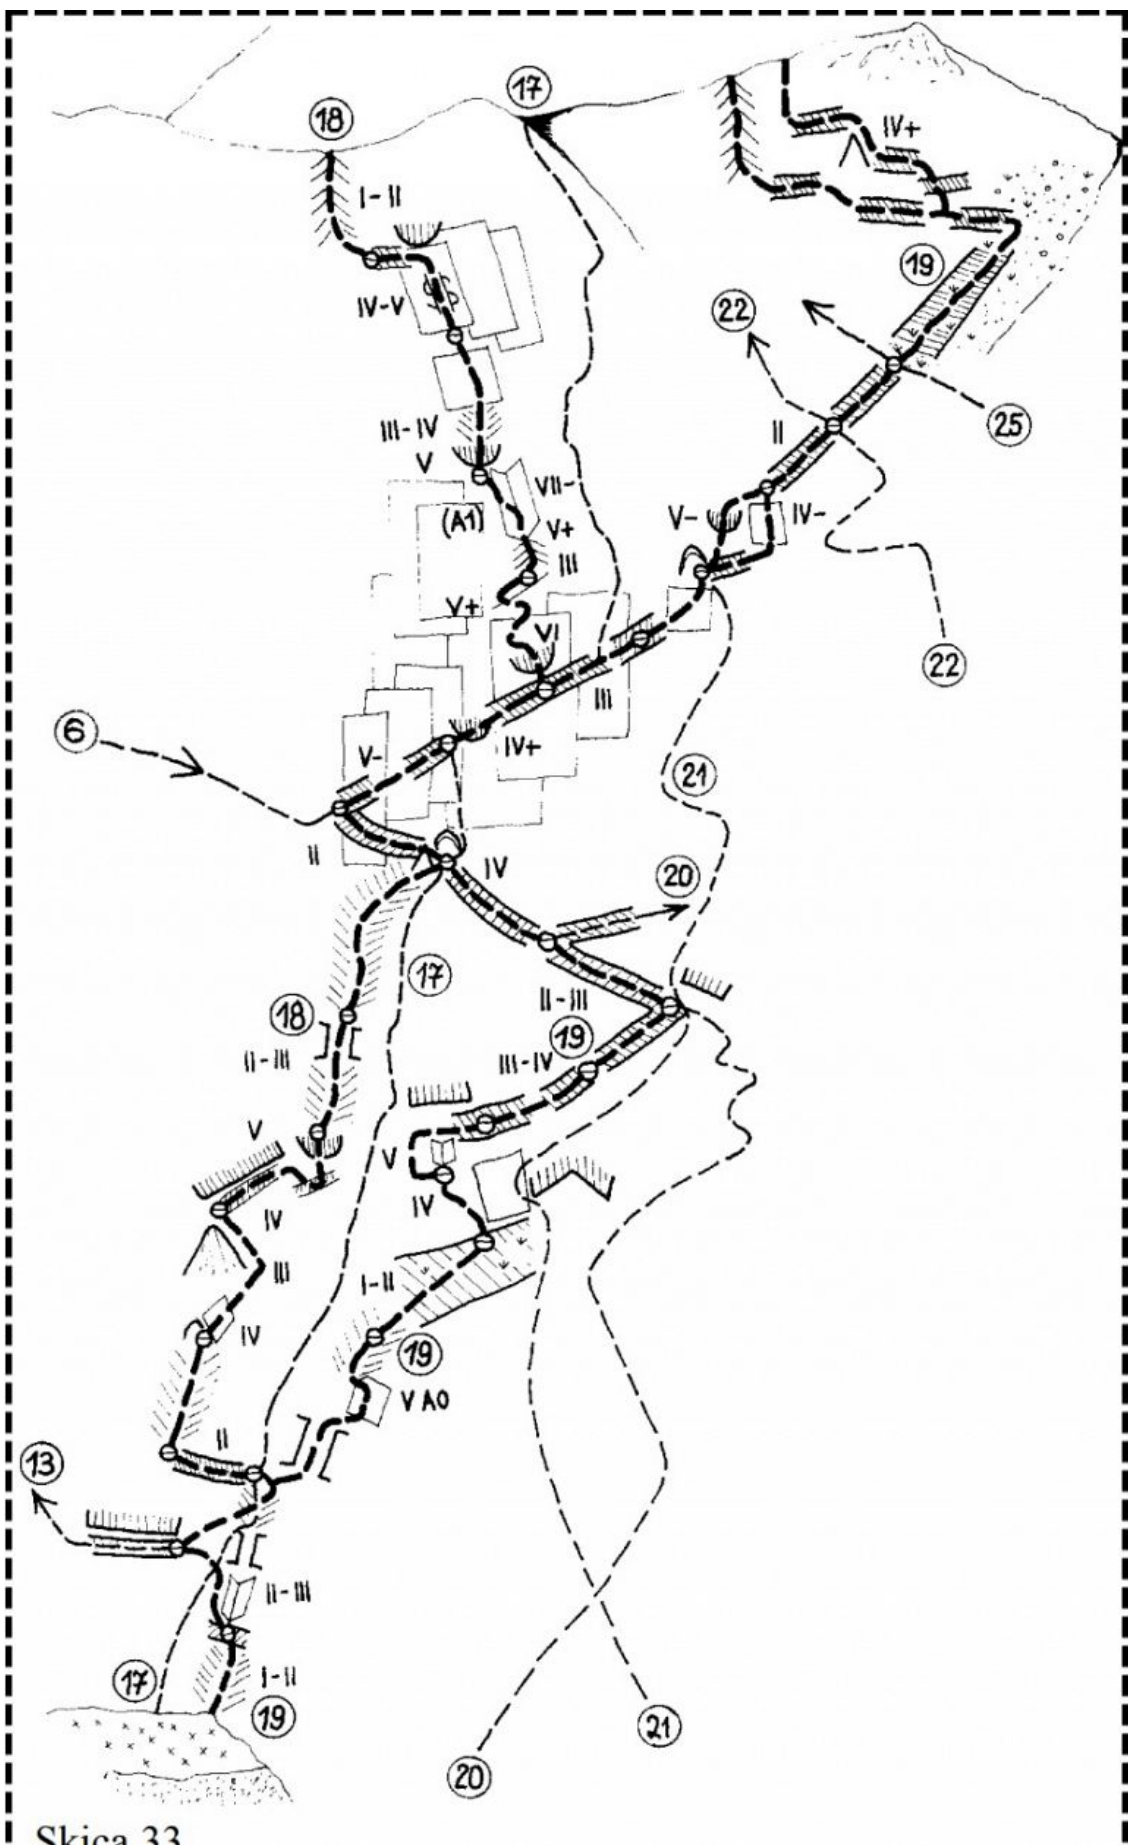 17
18
IV+
I-II
19
IV-V
22
25
III-IV
II
V
VII-
(A1)
V-
IV-
V+
III
V+
VI
22
III
6
IV+
V-
21
II
IV
20
17
18
II-III
19
II-III
III-IV
V
V
IV
IV
III
I-II
IV
19
V A0
II
13
II-III
17
I-II
19
21
20
Skica 33